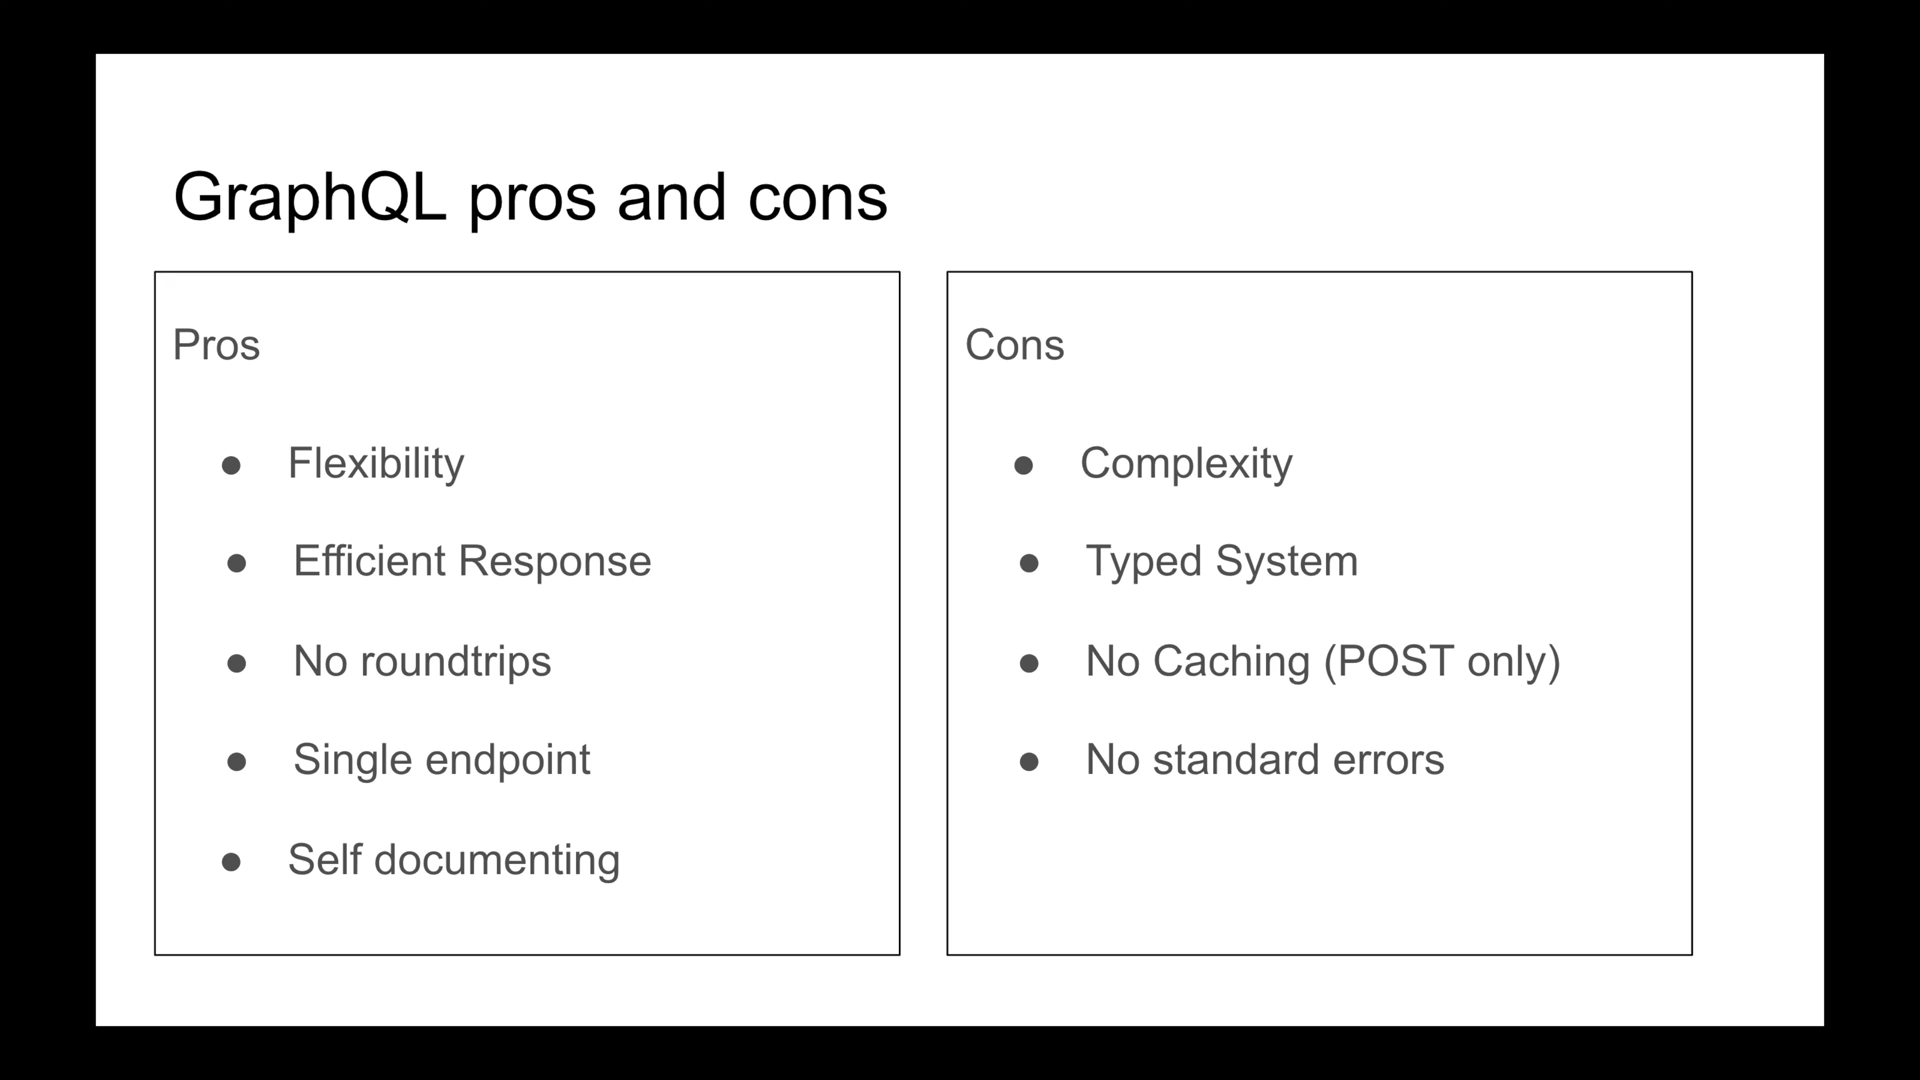 GraphQL pros and cons
Pros
● Flexibility
● Efficient Response
● No roundtrips
● Single endpoint
● Self documenting
Cons
● Complexity
● Typed System
● No Caching (POST only)
● No standard errors